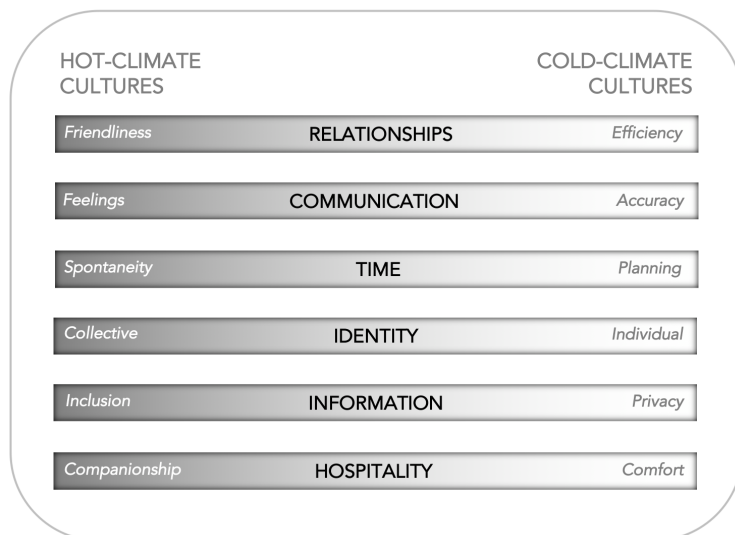 HOT-CLIMATE
CULTURES
COLD-CLIMATE
CULTURES
Friendliness RELATIONSHIPS Efficiency
Feelings COMMUNICATION Accuracy
Spontaneity TIME Planning
Collective IDENTITY Individual
Inclusion INFORMATION Privacy
Companionship HOSPITALITY Comfort